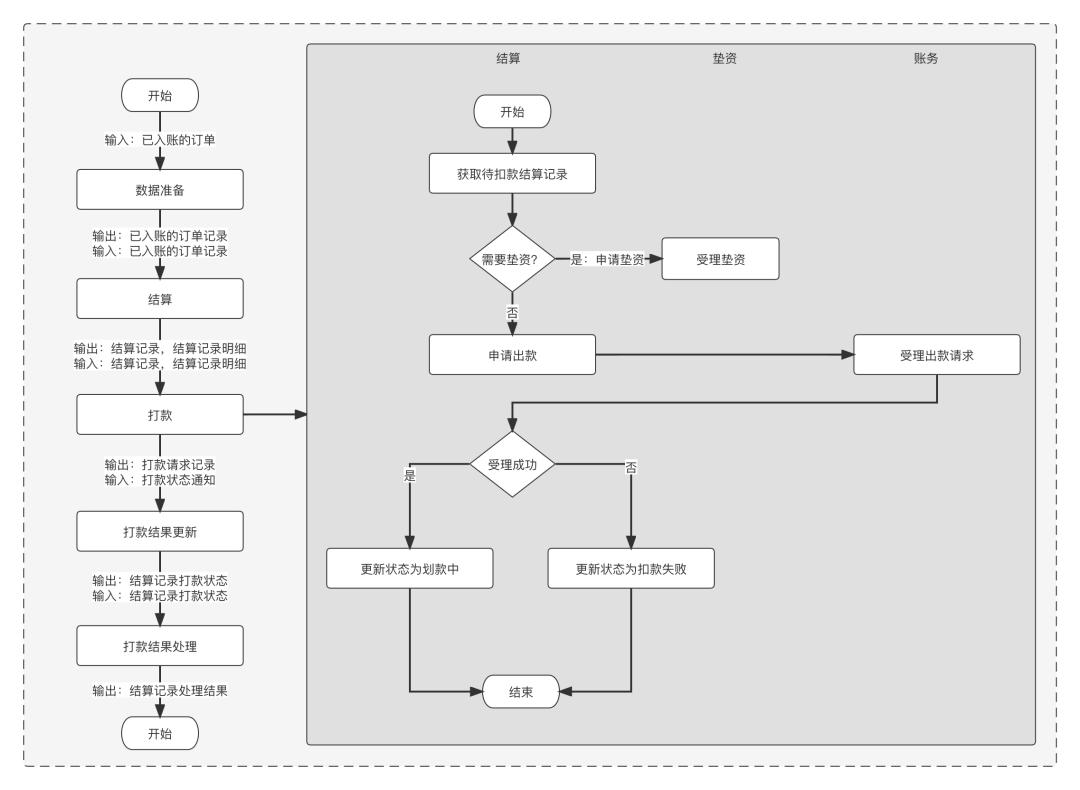 开始
输入：已入账的订单
数据准备
输出：已入账的订单记录
输入：已入账的订单记录
结算
输出：结算记录，结算记录明细
输入：结算记录，结算记录明细
打款
输出：打款请求记录
输入：打款状态通知
打款结果更新
输出：结算记录打款状态
输入：结算记录打款状态
打款结果处理
输出：结算记录处理结果
开始
结算
垫资
账务
开始
获取待扣款结算记录
需要垫资?
是：申请垫资
受理垫资
否
申请出款
受理出款请求
受理成功
是
否
更新状态为划款中
更新状态为扣款失败
结束